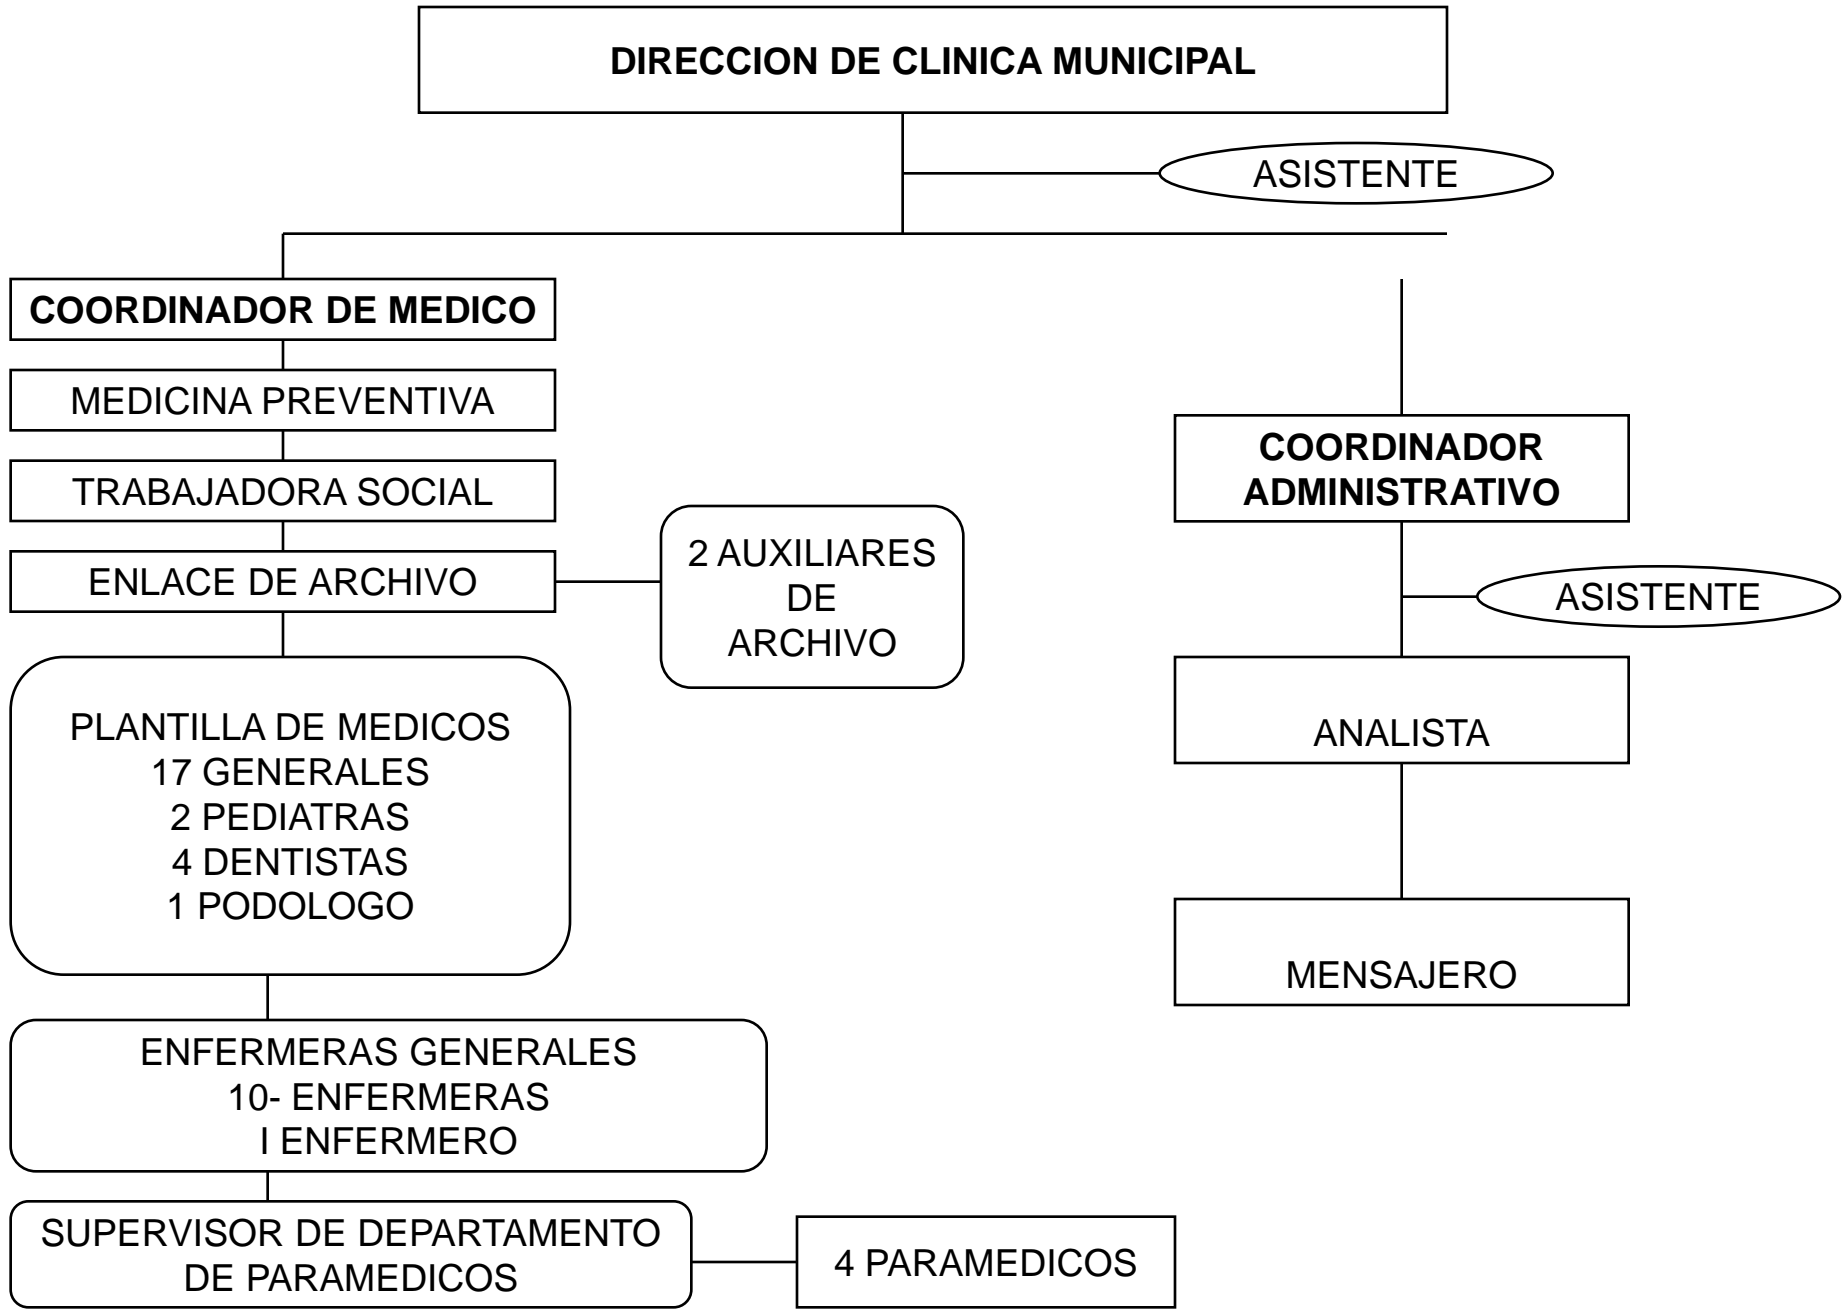 DIRECCION DE CLINICA MUNICIPAL
ASISTENTE
COORDINADOR DE MEDICO
MEDICINA PREVENTIVA
TRABAJADORA SOCIAL
ENLACE DE ARCHIVO
2 AUXILIARES
DE
ARCHIVO
PLANTILLA DE MEDICOS
17 GENERALES
2 PEDIATRAS
4 DENTISTAS
1 PODOLOGO
ENFERMERAS GENERALES
10- ENFERMERAS
I ENFERMERO
SUPERVISOR DE DEPARTAMENTO
DE PARAMEDICOS
4 PARAMEDICOS
COORDINADOR
ADMINISTRATIVO
ASISTENTE
ANALISTA
MENSAJERO